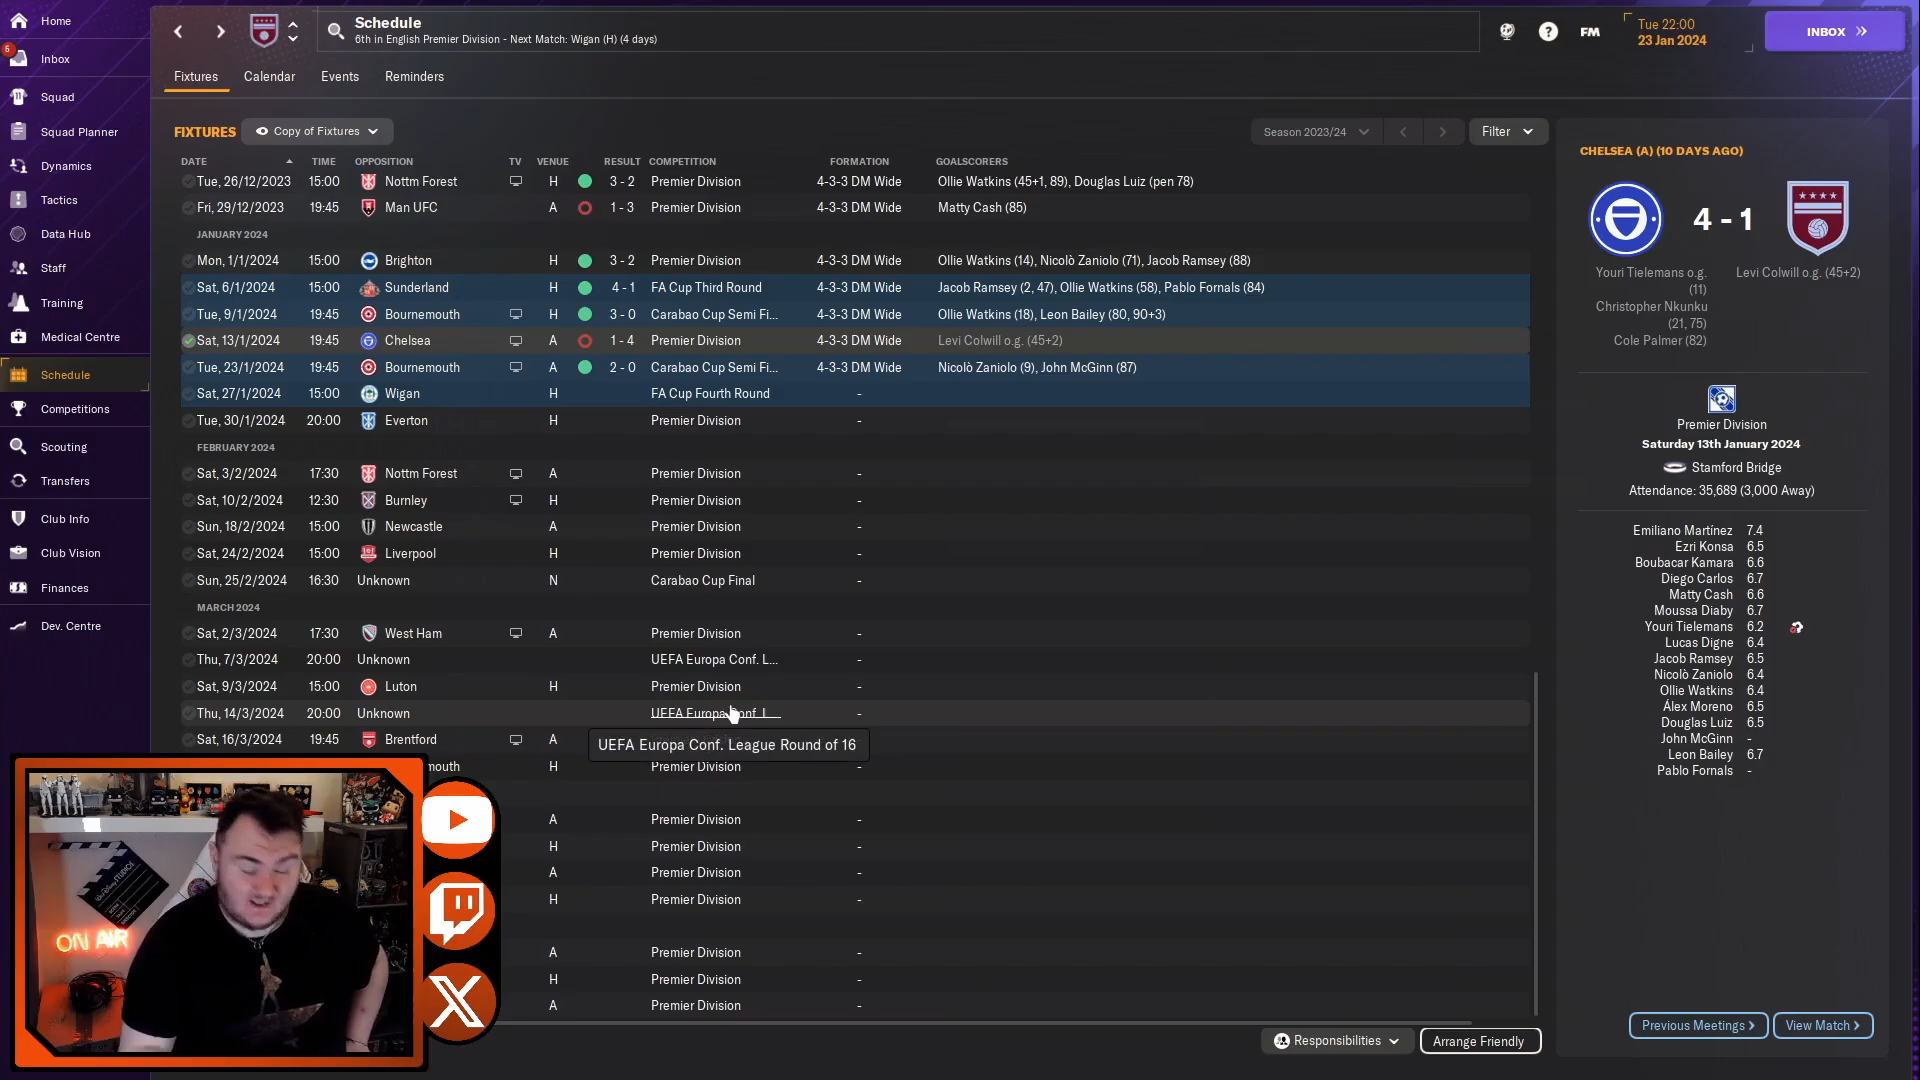 Home
6
Inbox
Squad
Squad Planner
Dynamics
Tactics
Data Hub
Staff
Training
Medical Centre
Schedule
Competitions
Scouting
Transfers
Club Info
Club Vision
Finances
Dev. Centre
Schedule
6th in English Premier Division - Next Match: Wigan (H) (4 days)
?
FM
Tue 22:00
23 Jan 2024
INBOX
Fixtures Calendar Events Reminders
FIXTURES Copy of Fixtures Season 2023/24 Filter
DATE TIME OPPOSITION TV VENUE RESULT COMPETITION FORMATION GOALSCORERS
Tue, 26/12/2023 15:00 Nottm Forest H 3 - 2 Premier Division 4-3-3 DM Wide Ollie Watkins (45+1, 89), Douglas Luiz (pen 78)
Fri, 29/12/2023 19:45 Man UFC A 1 - 3 Premier Division 4-3-3 DM Wide Matty Cash (85)
JANUARY 2024
Mon, 1/1/2024 15:00 Brighton H 3 - 2 Premier Division 4-3-3 DM Wide Ollie Watkins (14), Nicolò Zaniolo (71), Jacob Ramsey (88)
Sat, 6/1/2024 15:00 Sunderland H 4 - 1 FA Cup Third Round 4-3-3 DM Wide Jacob Ramsey (2, 47), Ollie Watkins (58), Pablo Fornals (84)
Tue, 9/1/2024 19:45 Bournemouth H 3 - 0 Carabao Cup Semi Fi... 4-3-3 DM Wide Ollie Watkins (18), Leon Bailey (80, 90+3)
Sat, 13/1/2024 19:45 Chelsea A 1 - 4 Premier Division 4-3-3 DM Wide Levi Colwill o.g. (45+2)
Tue, 23/1/2024 19:45 Bournemouth A 2 - 0 Carabao Cup Semi Fi... 4-3-3 DM Wide Nicolò Zaniolo (9), John McGinn (87)
Sat, 27/1/2024 15:00 Wigan H FA Cup Fourth Round -
Tue, 30/1/2024 20:00 Everton H Premier Division -
FEBRUARY 2024
Sat, 3/2/2024 17:30 Nottm Forest A Premier Division -
Sat, 10/2/2024 12:30 Burnley H Premier Division -
Sun, 18/2/2024 15:00 Newcastle A Premier Division -
Sat, 24/2/2024 15:00 Liverpool H Premier Division -
Sun, 25/2/2024 16:30 Unknown N Carabao Cup Final -
MARCH 2024
Sat, 2/3/2024 17:30 West Ham A Premier Division -
Thu, 7/3/2024 20:00 Unknown UEFA Europa Conf. L... -
Sat, 9/3/2024 15:00 Luton H Premier Division -
Thu, 14/3/2024 20:00 Unknown UEFA Europa Conf. L... -
Sat, 16/3/2024 19:45 Brentford A
UEFA Europa Conf. League Round of 16
mouth H Premier Division -
A Premier Division -
H Premier Division -
A Premier Division -
H Premier Division -
A Premier Division -
H Premier Division -
A Premier Division -
Responsibilities Arrange Friendly
CHELSEA (A) (10 DAYS AGO)
4 - 1
Youri Tielemans o.g. (11)
Christopher Nkunku (21, 75)
Cole Palmer (82)
Levi Colwill o.g. (45+2)
Premier Division
Saturday 13th January 2024
Stamford Bridge
Attendance: 35,689 (3,000 Away)
Emiliano Martínez 7.4
Ezri Konsa 6.5
Boubacar Kamara 6.6
Diego Carlos 6.7
Matty Cash 6.6
Moussa Diaby 6.7
Youri Tielemans 6.2
Lucas Digne 6.4
Jacob Ramsey 6.5
Nicolò Zaniolo 6.4
Ollie Watkins 6.4
Álex Moreno 6.5
Douglas Luiz 6.5
John McGinn -
Leon Bailey 6.7
Pablo Fornals -
Previous Meetings View Match
ON AIR